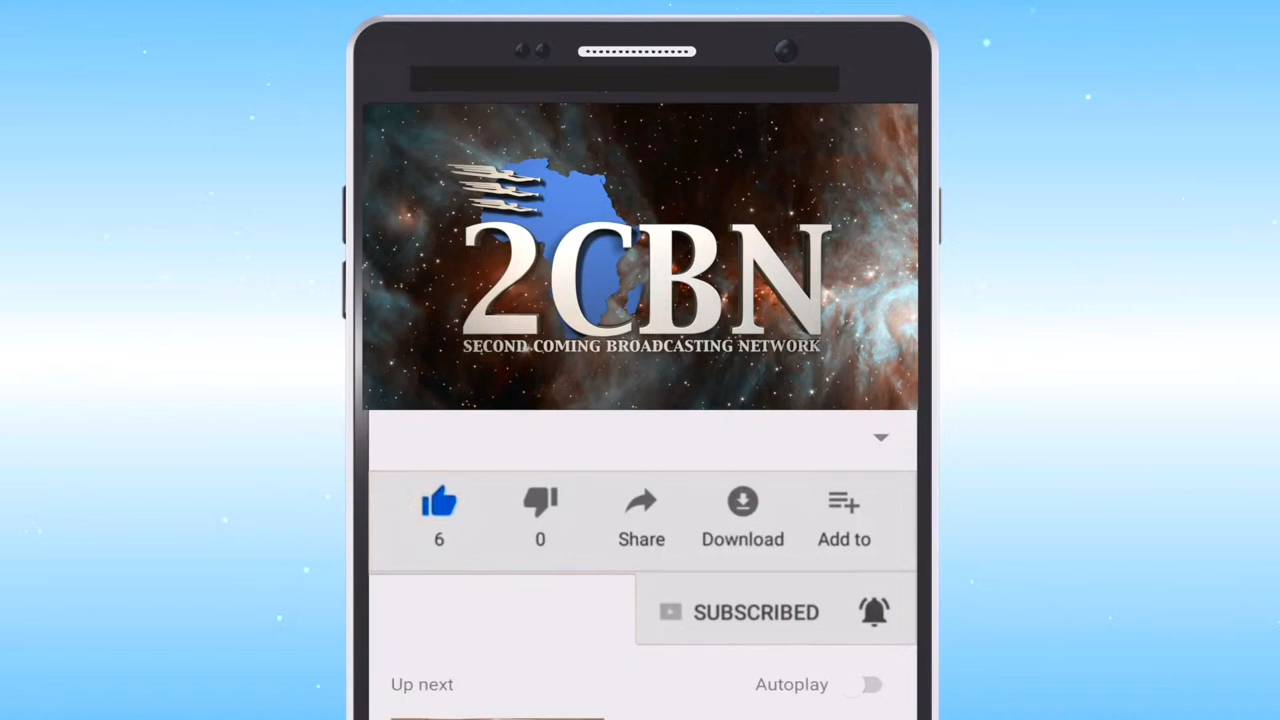 2CBN
SECOND COMING BROADCASTING NETWORK
6
0
Share
Download
Add to
SUBSCRIBED
Up next
Autoplay